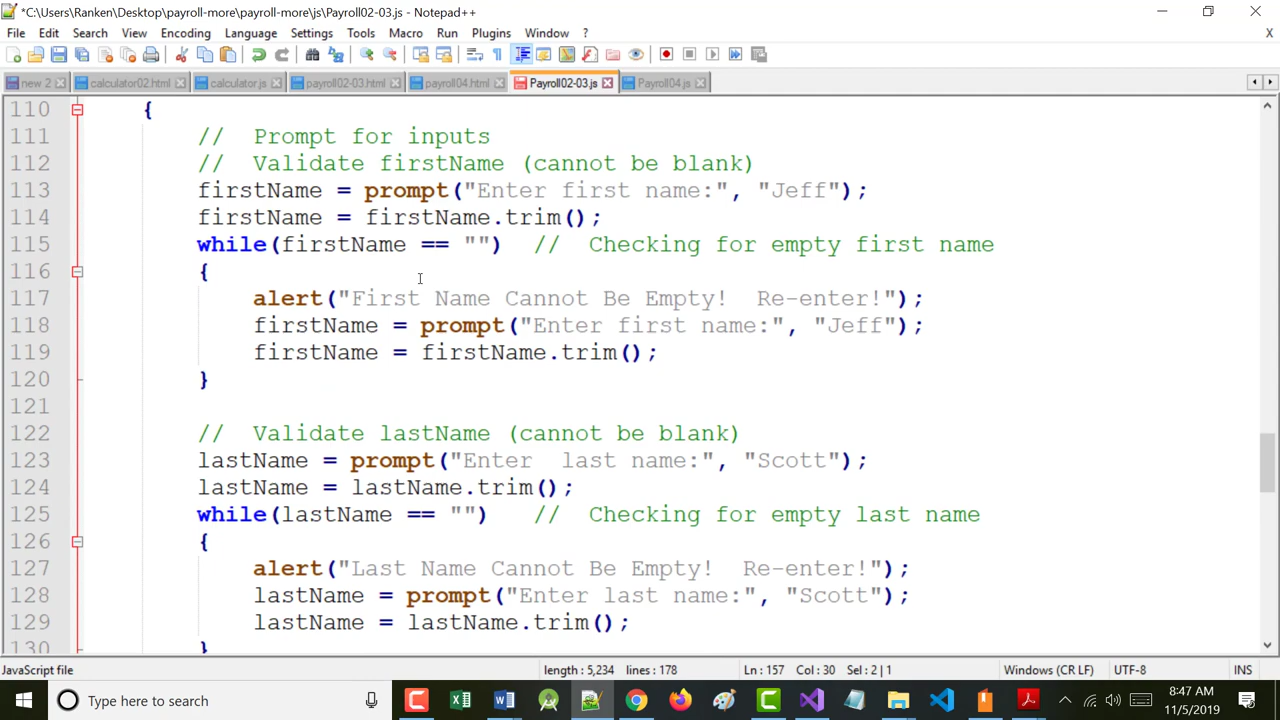 *C:\Users\Ranken\Desktop\payroll-more\payroll-more\js\Payroll02-03.js - Notepad++
File Edit Search View Encoding Language Settings Tools Macro Run Plugins Window ? X
new 2 calculator02.html calculator.js payroll02-03.html payroll04.html Payroll02-03.js Payroll04.js
110 {
111 // Prompt for inputs
112 // Validate firstName (cannot be blank)
113 firstName = prompt("Enter first name:", "Jeff");
114 firstName = firstName.trim();
115 while(firstName == "") // Checking for empty first name
116 {
117 alert("First Name Cannot Be Empty!  Re-enter!");
118 firstName = prompt("Enter first name:", "Jeff");
119 firstName = firstName.trim();
120 }
121
122 // Validate lastName (cannot be blank)
123 lastName = prompt("Enter  last name:", "Scott");
124 lastName = lastName.trim();
125 while(lastName == "") // Checking for empty last name
126 {
127 alert("Last Name Cannot Be Empty!  Re-enter!");
128 lastName = prompt("Enter last name:", "Scott");
129 lastName = lastName.trim();
130 }
JavaScript file length : 5,234 lines : 178 Ln : 157 Col : 30 Sel : 2 | 1 Windows (CR LF) UTF-8 INS
Type here to search
8:47 AM
11/5/2019